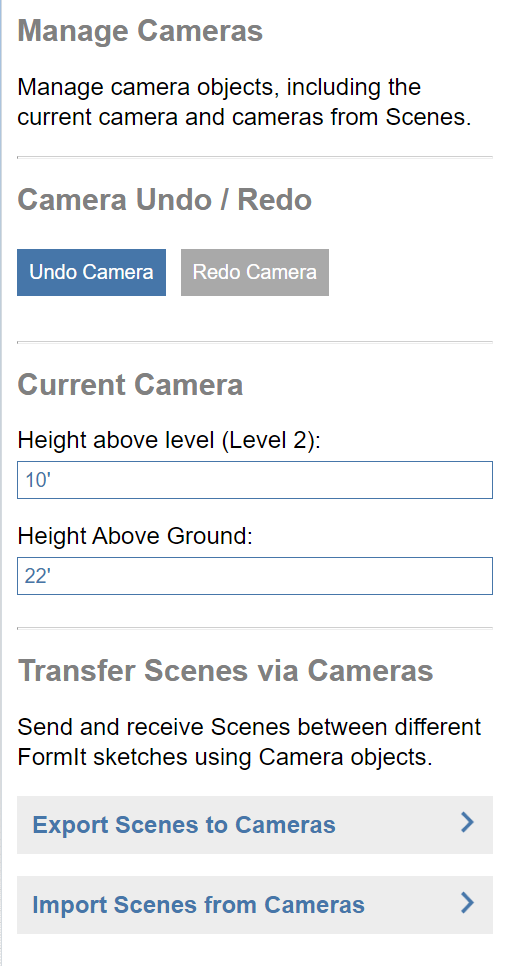 Manage Cameras
Manage camera objects, including the
current camera and cameras from Scenes.
Camera Undo / Redo
Undo Camera
Redo Camera
Current Camera
Height above level (Level 2):
10'
Height Above Ground:
22'
Transfer Scenes via Cameras
Send and receive Scenes between different
FormIt sketches using Camera objects.
Export Scenes to Cameras
Import Scenes from Cameras